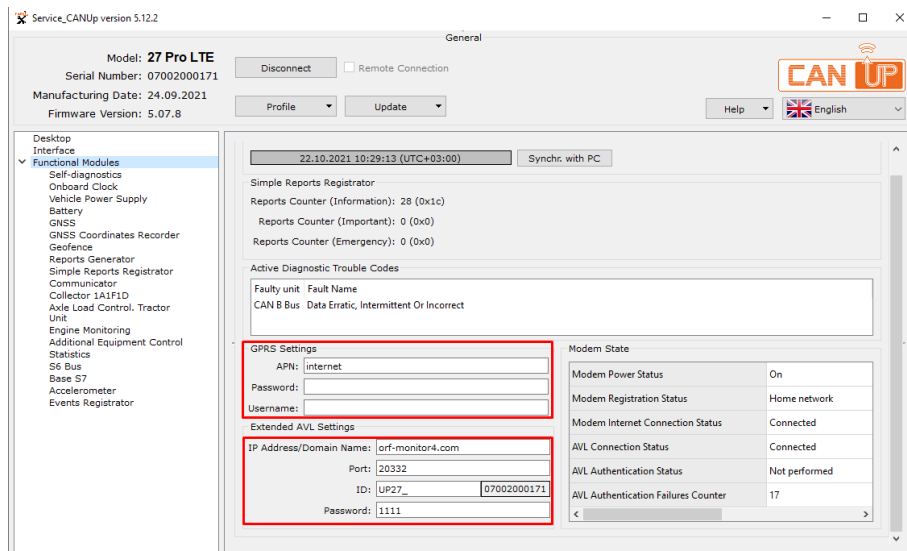 Service_CANUp version 5.12.2
General
Model: 27 Pro LTE
Serial Number: 07002000171
Manufacturing Date: 24.09.2021
Firmware Version: 5.07.8
Disconnect
Remote Connection
Profile
Update
Help
English
CAN UP
Desktop
Interface
Functional Modules
Self-diagnostics
Onboard Clock
Vehicle Power Supply
Battery
GNSS
GNSS Coordinates Recorder
Geofence
Reports Generator
Simple Reports Registrator
Communicator
Collector 1A1F1D
Axle Load Control. Tractor
Unit
Engine Monitoring
Additional Equipment Control
Statistics
S6 Bus
Base S7
Accelerometer
Events Registrator
22.10.2021 10:29:13 (UTC+03:00)
Synchr. with PC
Simple Reports Registrator
Reports Counter (Information): 28 (0x1c)
Reports Counter (Important): 0 (0x0)
Reports Counter (Emergency): 0 (0x0)
Active Diagnostic Trouble Codes
Faulty unit Fault Name
CAN B Bus Data Erratic, Intermittent Or Incorrect
GPRS Settings
APN: internet
Password:
Username:
Extended AVL Settings
IP Address/Domain Name: orf-monitor4.com
Port: 20332
ID: UP27_ 07002000171
Password: 1111
Modem State
Modem Power Status On
Modem Registration Status Home network
Modem Internet Connection Status Connected
AVL Connection Status Connected
AVL Authentication Status Not performed
AVL Authentication Failures Counter 17